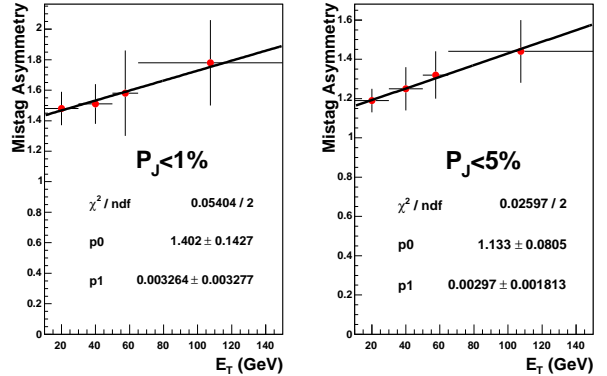 Mistag Asymmetry
2
1.8
1.6
1.4
1.2
1
0.8
0.6
0.4
0.2
0
P_J<1%
χ² / ndf 0.05404 / 2
p0 1.402 ± 0.1427
p1 0.003264 ± 0.003277
20 40 60 80 100 120 140
E_T (GeV)
Mistag Asymmetry
1.6
1.4
1.2
1
0.8
0.6
0.4
0.2
0
P_J<5%
χ² / ndf 0.02597 / 2
p0 1.133 ± 0.0805
p1 0.00297 ± 0.001813
20 40 60 80 100 120 140
E_T (GeV)